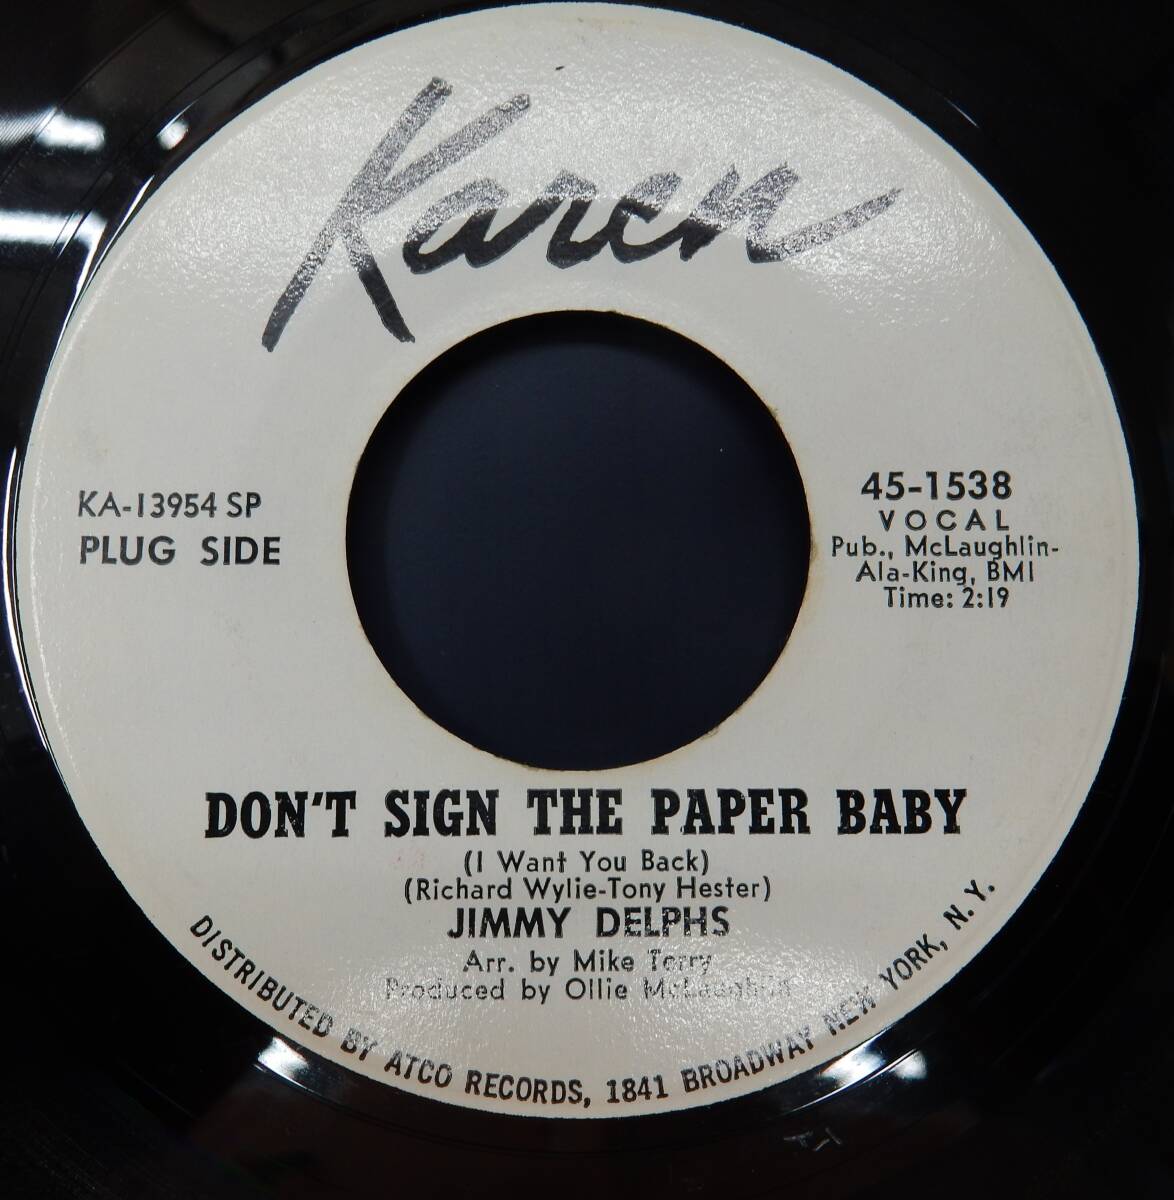 Karen
KA-13954 SP
PLUG SIDE
45-1538
VOCAL
Pub., McLaughlin-
Ala-King, BMI
Time: 2:19
DON'T SIGN THE PAPER BABY
(I Want You Back)
(Richard Wylie-Tony Hester)
JIMMY DELPHS
Arr. by Mike Terry
Produced by Ollie McLaughlin
DISTRIBUTED BY ATCO RECORDS, 1841 BROADWAY NEW YORK, N.Y.